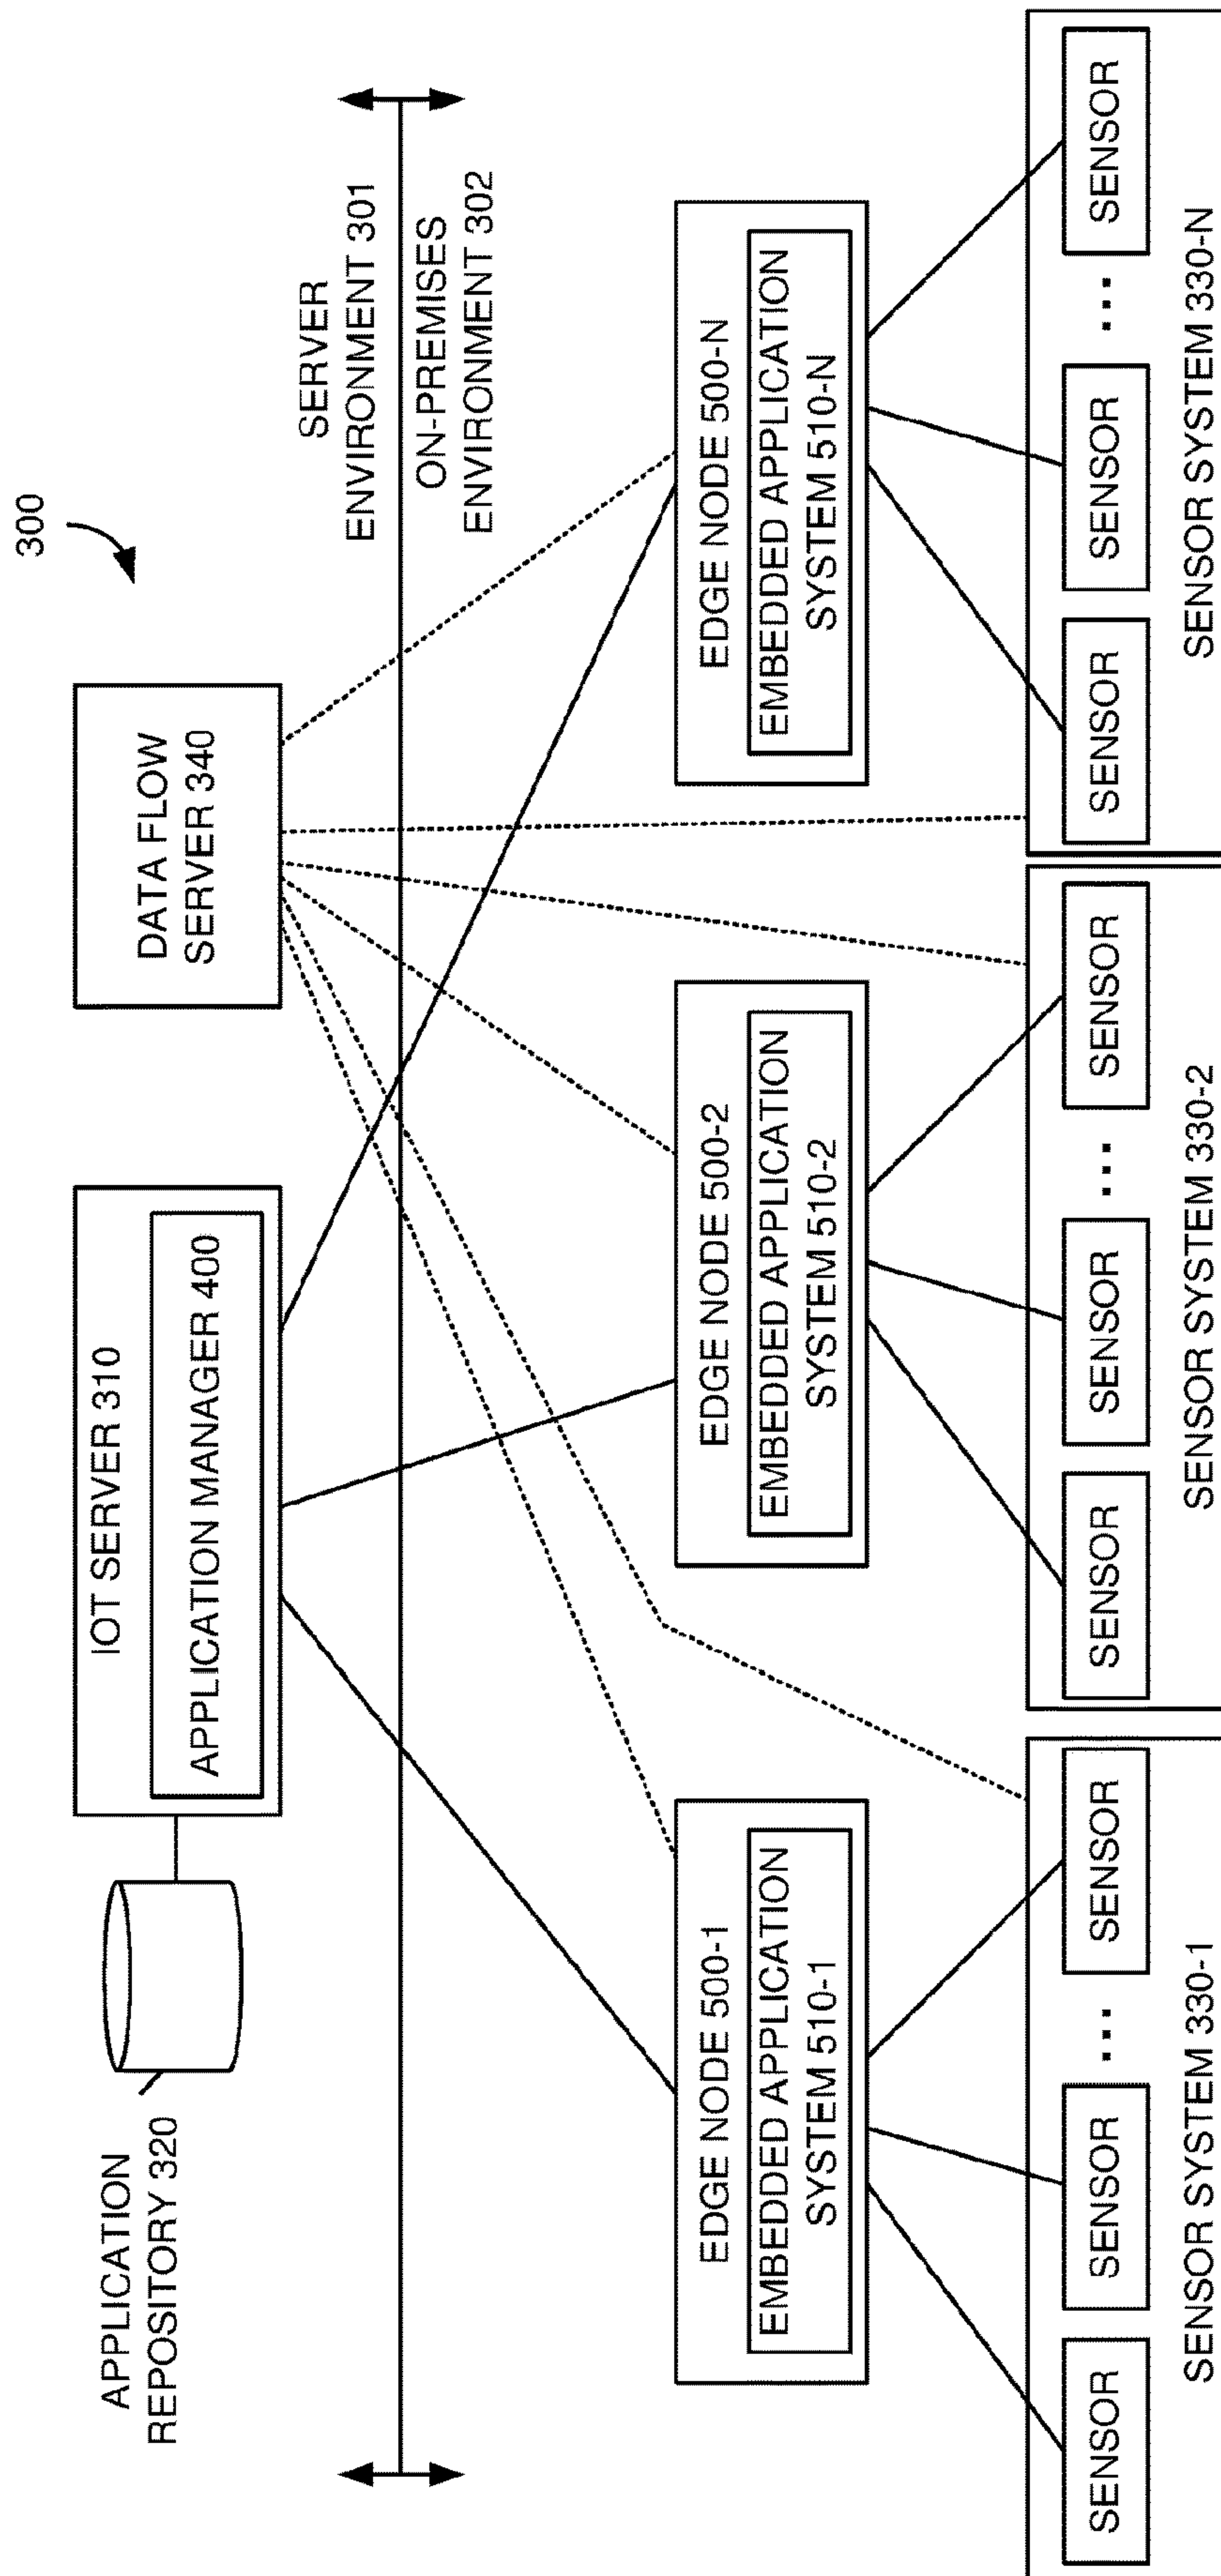 300
APPLICATION
REPOSITORY 320
IOT SERVER 310
APPLICATION MANAGER 400
DATA FLOW
SERVER 340
SERVER
ENVIRONMENT 301
ON-PREMISES
ENVIRONMENT 302
EDGE NODE 500-1
EMBEDDED APPLICATION
SYSTEM 510-1
EDGE NODE 500-2
EMBEDDED APPLICATION
SYSTEM 510-2
EDGE NODE 500-N
EMBEDDED APPLICATION
SYSTEM 510-N
SENSOR
SENSOR
...
SENSOR
SENSOR SYSTEM 330-1
SENSOR
SENSOR
...
SENSOR
SENSOR SYSTEM 330-2
SENSOR
SENSOR
...
SENSOR
SENSOR SYSTEM 330-N